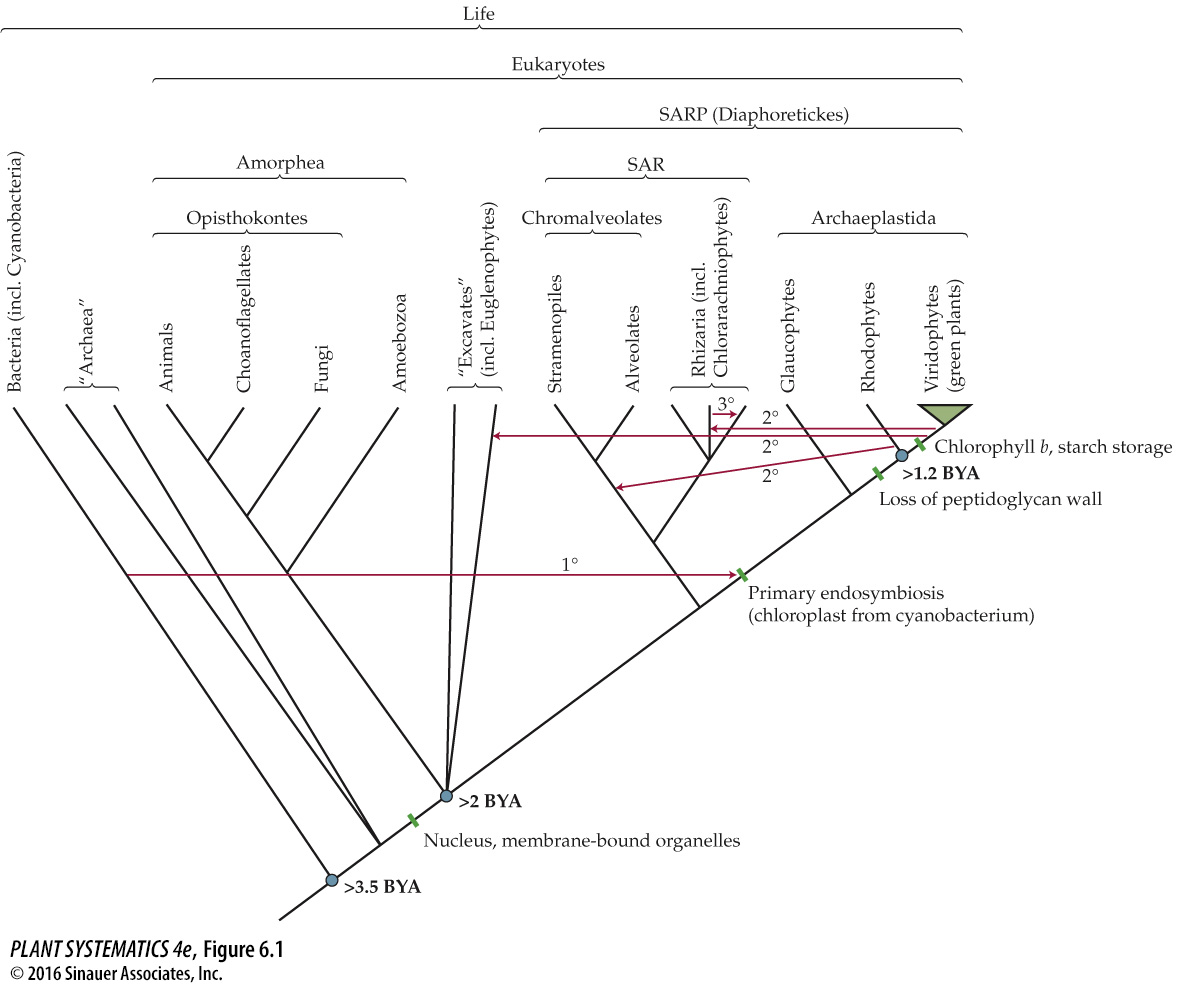 Life
Eukaryotes
SARP (Diaphoretickes)
Amorphea
SAR
Opisthokontes
Chromalveolates
Archaeplastida
Bacteria (incl. Cyanobacteria)
“Archaea”
Animals
Choanoflagellates
Fungi
Amoebozoa
“Excavates”
(incl. Euglenophytes)
Stramenopiles
Alveolates
Rhizaria (incl.
Chlorarachniophytes)
Glaucophytes
Rhodophytes
Viridophytes
(green plants)
3°
2°
2°
2°
Chlorophyll b, starch storage
>1.2 BYA
Loss of peptidoglycan wall
1°
Primary endosymbiosis
(chloroplast from cyanobacterium)
>2 BYA
Nucleus, membrane-bound organelles
>3.5 BYA
PLANT SYSTEMATICS 4e, Figure 6.1
© 2016 Sinauer Associates, Inc.